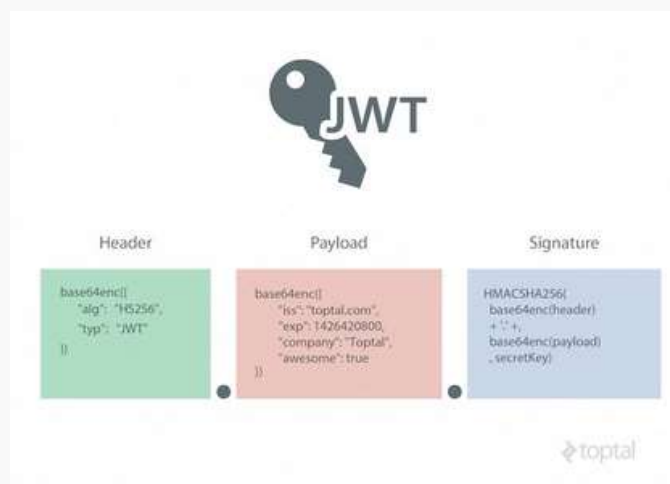 JWT
Header
base64enc({
"alg": "HS256",
"typ": "JWT"
})
Payload
base64enc({
"iss": "toptal.com",
"exp": 1426420800,
"company": "Toptal",
"awesome": true
})
Signature
HMACSHA256(
base64enc(header)
+ '.' +,
base64enc(payload)
, secretKey)
toptal